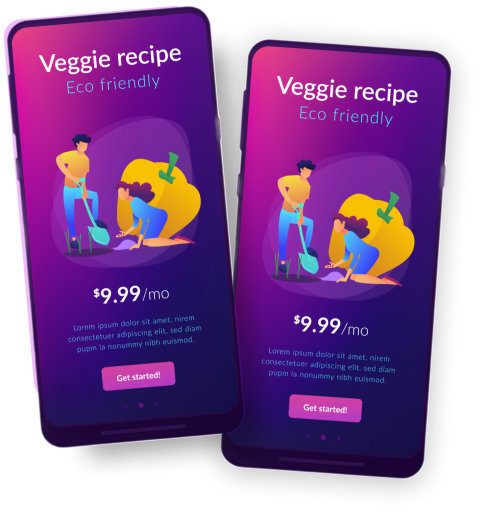 Veggie recipe
Eco friendly
$9.99/mo
Lorem ipsum dolor sit amet, nirem
consectetuer adipiscing elit, sed diam
pupm la nonummy nibh euismod.
Get started!
Veggie recipe
Eco friendly
$9.99/mo
Lorem ipsum dolor sit amet, nirem
consectetuer adipiscing elit, sed diam
pupm la nonummy nibh euismod.
Get started!